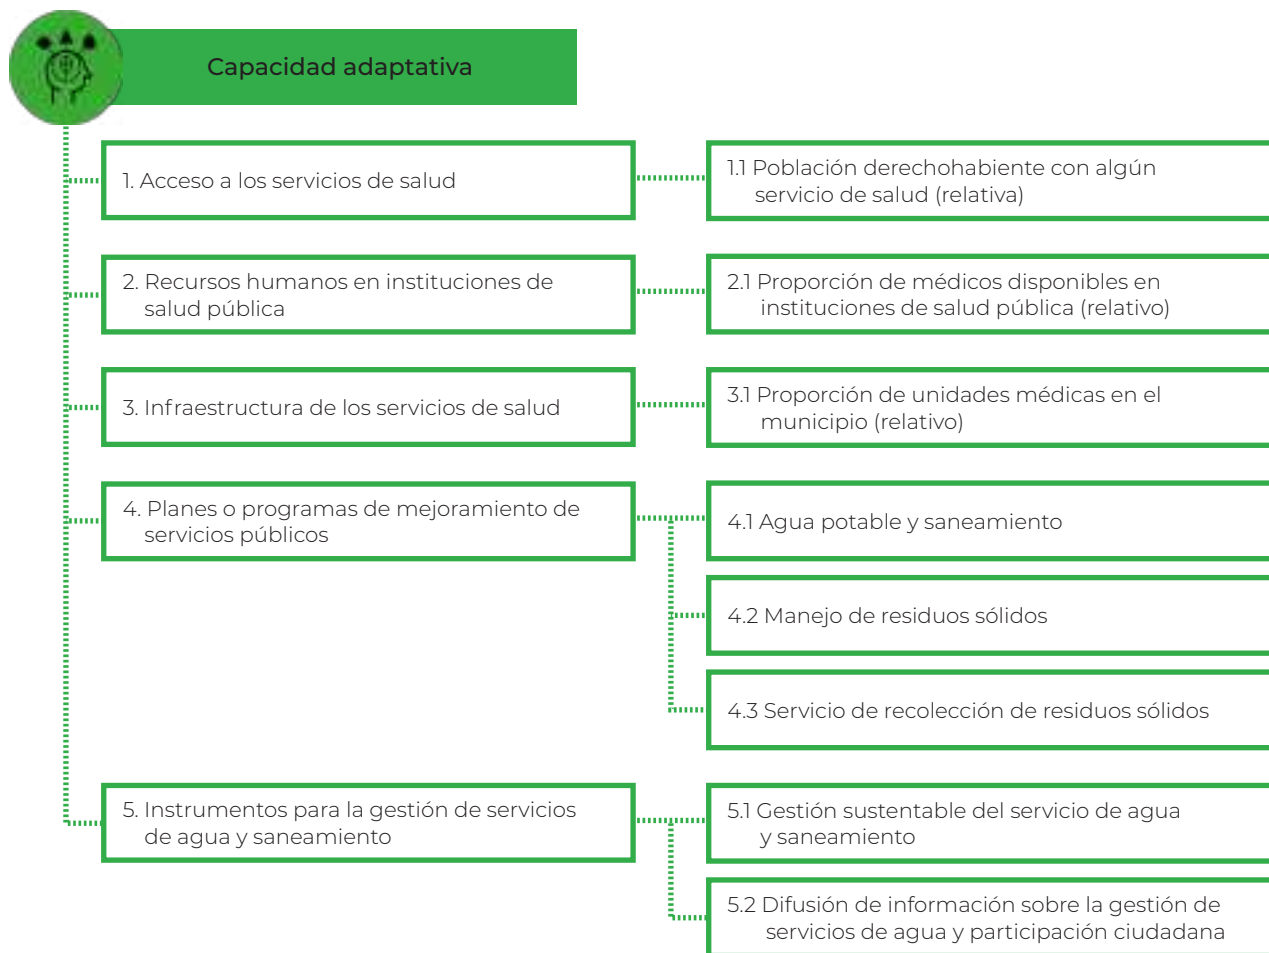 Capacidad adaptativa
1. Acceso a los servicios de salud
1.1 Población derechohabiente con algún
servicio de salud (relativa)
2. Recursos humanos en instituciones de
salud pública
2.1 Proporción de médicos disponibles en
instituciones de salud pública (relativo)
3. Infraestructura de los servicios de salud
3.1 Proporción de unidades médicas en el
municipio (relativo)
4. Planes o programas de mejoramiento de
servicios públicos
4.1 Agua potable y saneamiento
4.2 Manejo de residuos sólidos
4.3 Servicio de recolección de residuos sólidos
5. Instrumentos para la gestión de servicios
de agua y saneamiento
5.1 Gestión sustentable del servicio de agua
y saneamiento
5.2 Difusión de información sobre la gestión de
servicios de agua y participación ciudadana